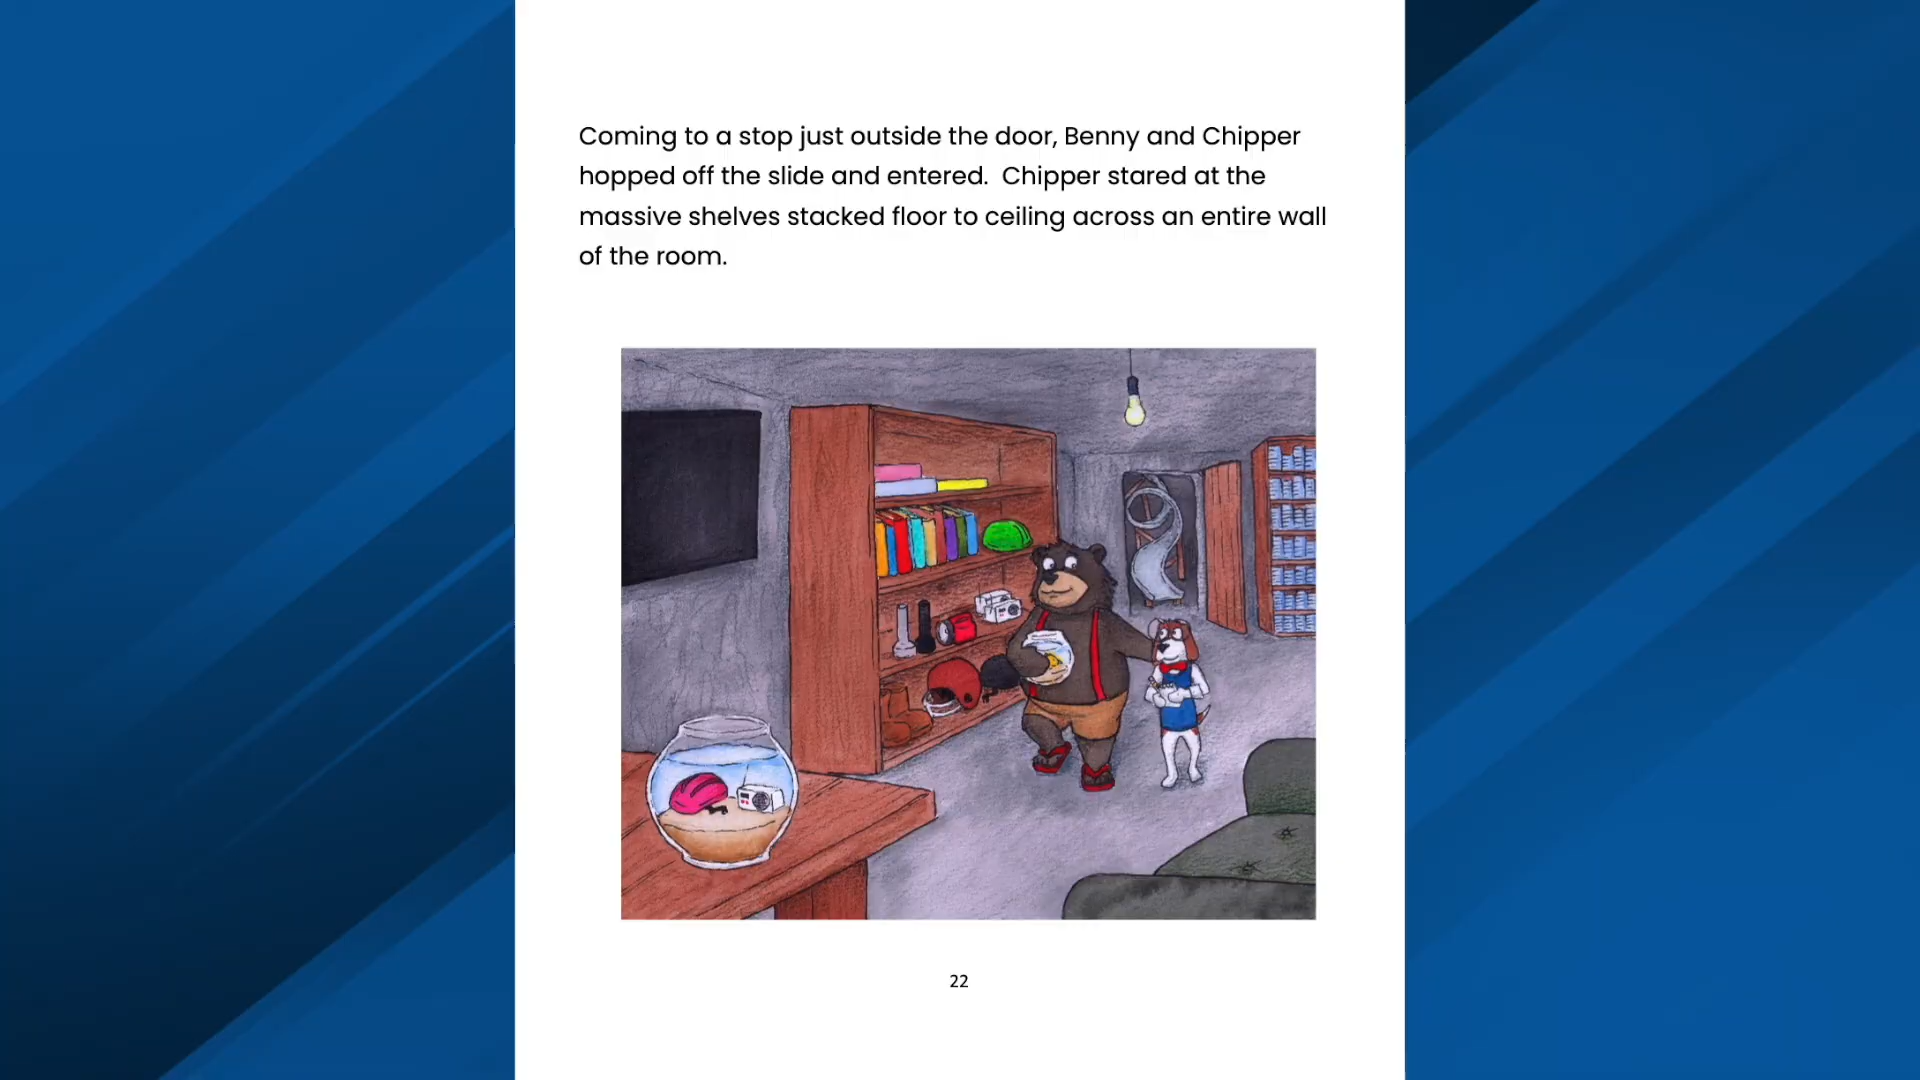 Coming to a stop just outside the door, Benny and Chipper
hopped off the slide and entered.  Chipper stared at the
massive shelves stacked floor to ceiling across an entire wall
of the room.
22